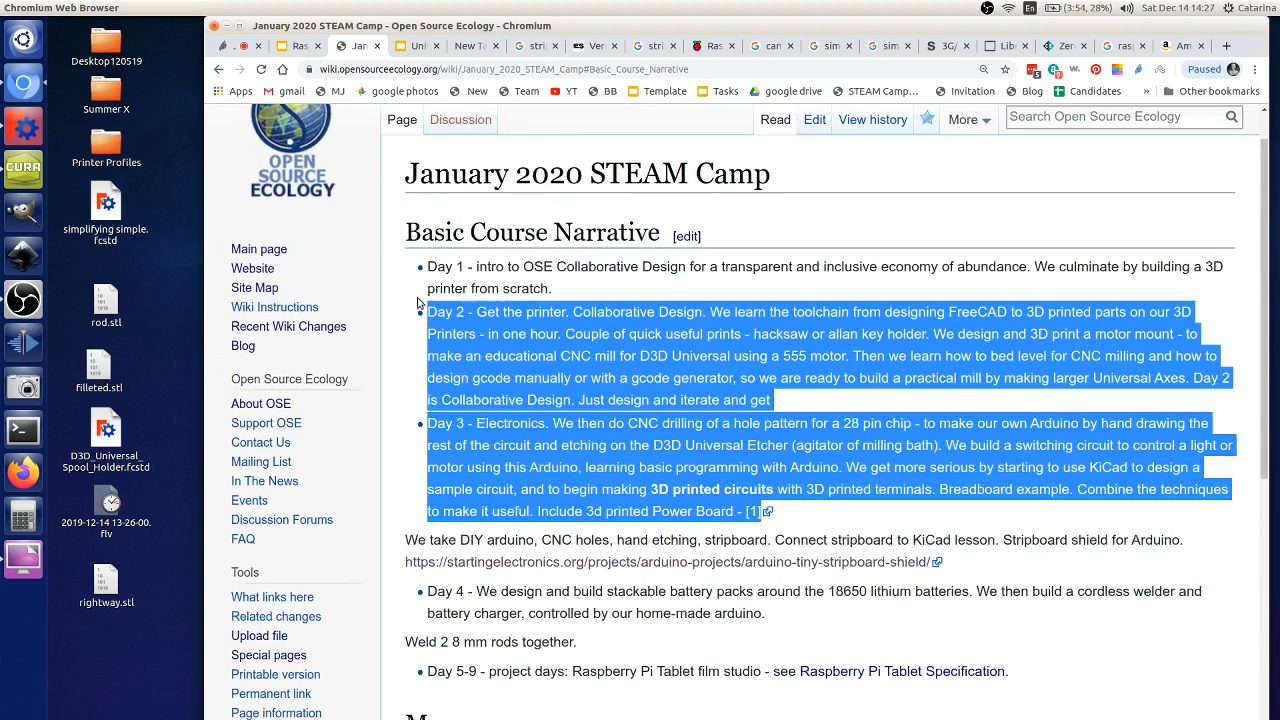 Chromium Web Browser
En
(3:54, 28%)
Sat Dec 14 14:27
Catarina
January 2020 STEAM Camp - Open Source Ecology - Chromium
Ras
Jan
Uni
New Ta
stri
ES
Ver
stri
Ras
can
sim
sim
S
3G/
Lib
Zer
rasp
Am
wiki.opensourceecology.org/wiki/January_2020_STEAM_Camp#Basic_Course_Narrative
Paused
Apps
gmail
MJ
google photos
New
Team
YT
BB
Template
Tasks
google drive
STEAM Camp...
Invitation
Blog
Candidates
»
Other bookmarks
Desktop120519
Summer X
Printer Profiles
simplifying simple.
fcstd
rod.stl
filleted.stl
D3D_Universal_
Spool_Holder.fcstd
2019-12-14 13-26-00.
flv
rightway.stl
CURA
OPEN
SOURCE
ECOLOGY
Main page
Website
Site Map
Wiki Instructions
Recent Wiki Changes
Blog
Open Source Ecology
About OSE
Support OSE
Contact Us
Mailing List
In The News
Events
Discussion Forums
FAQ
Tools
What links here
Related changes
Upload file
Special pages
Printable version
Permanent link
Page information
Page
Discussion
Read
Edit
View history
More
Search Open Source Ecology
January 2020 STEAM Camp
Basic Course Narrative [edit]
• Day 1 - intro to OSE Collaborative Design for a transparent and inclusive economy of abundance. We culminate by building a 3D
printer from scratch.
• Day 2 - Get the printer. Collaborative Design. We learn the toolchain from designing FreeCAD to 3D printed parts on our 3D
Printers - in one hour. Couple of quick useful prints - hacksaw or allan key holder. We design and 3D print a motor mount - to
make an educational CNC mill for D3D Universal using a 555 motor. Then we learn how to bed level for CNC milling and how to
design gcode manually or with a gcode generator, so we are ready to build a practical mill by making larger Universal Axes. Day 2
is Collaborative Design. Just design and iterate and get
• Day 3 - Electronics. We then do CNC drilling of a hole pattern for a 28 pin chip - to make our own Arduino by hand drawing the
rest of the circuit and etching on the D3D Universal Etcher (agitator of milling bath). We build a switching circuit to control a light or
motor using this Arduino, learning basic programming with Arduino. We get more serious by starting to use KiCad to design a
sample circuit, and to begin making 3D printed circuits with 3D printed terminals. Breadboard example. Combine the techniques
to make it useful. Include 3d printed Power Board - [1]
We take DIY arduino, CNC holes, hand etching, strippoard. Connect stripboard to KiCad lesson. Stripboard shield for Arduino.
https://startingelectronics.org/projects/arduino-projects/arduino-tiny-stripboard-shield/
• Day 4 - We design and build stackable battery packs around the 18650 lithium batteries. We then build a cordless welder and
battery charger, controlled by our home-made arduino.
Weld 2 8 mm rods together.
• Day 5-9 - project days: Raspberry Pi Tablet film studio - see Raspberry Pi Tablet Specification.